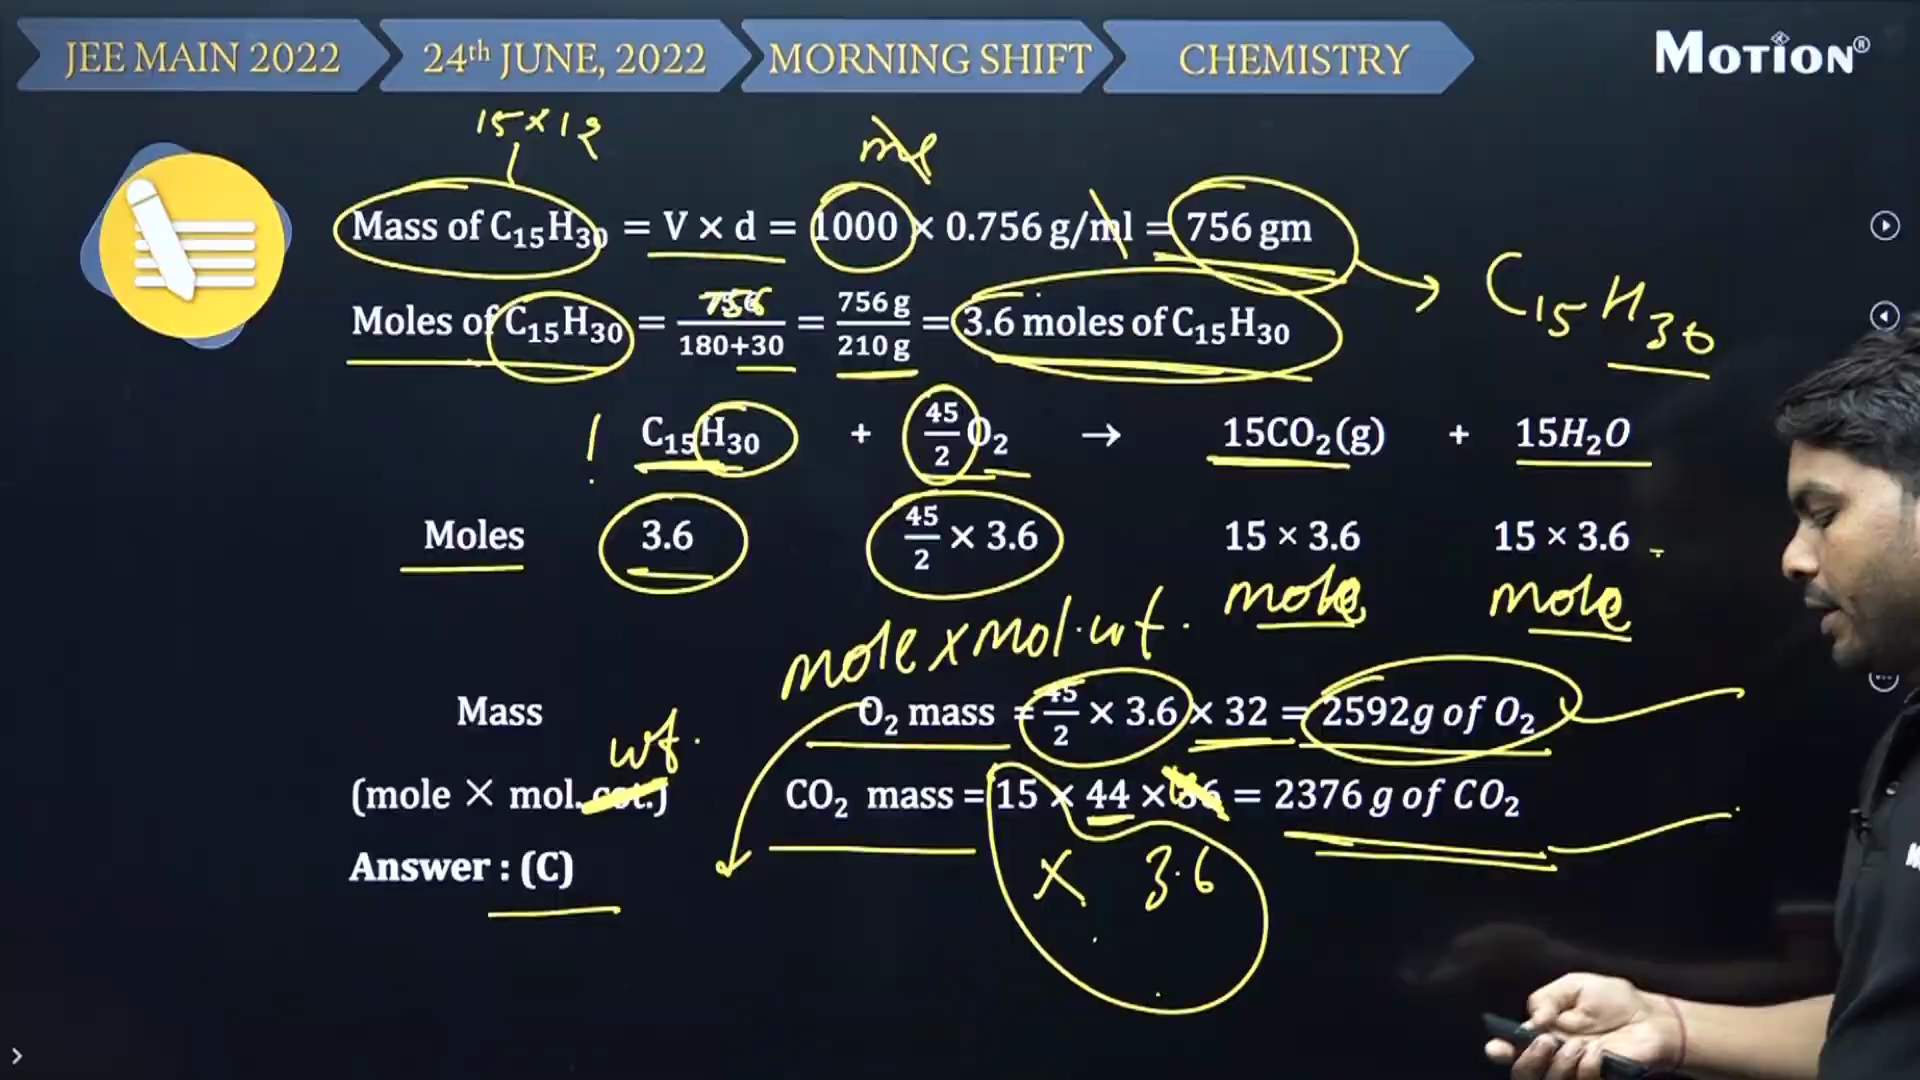 JEE MAIN 2022 24th JUNE, 2022 MORNING SHIFT CHEMISTRY MOTION®
15 × 12 ml
Mass of C₁₅H₃₀ = V × d = 1000 × 0.756 g/ml = 756 gm
C₁₅H₃₀
Moles of C₁₅H₃₀ = 756/180+30 = 756 g/210 g = 3.6 moles of C₁₅H₃₀
C₁₅H₃₀ + 45/2 O₂ → 15CO₂(g) + 15H₂O
Moles 3.6 45/2 × 3.6 15 × 3.6 15 × 3.6
mole mole
mole × mol. wt.
Mass O₂ mass = 45/2 × 3.6 × 32 = 2592g of O₂
wt.
(mole × mol. ) CO₂ mass = 15 × 44 × = 2376 g of CO₂
× 3.6
Answer : (C)